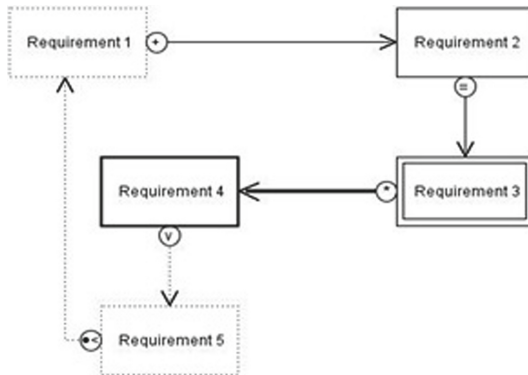 Requirement 1
+
Requirement 2
=
Requirement 4
*
Requirement 3
v
●<
Requirement 5